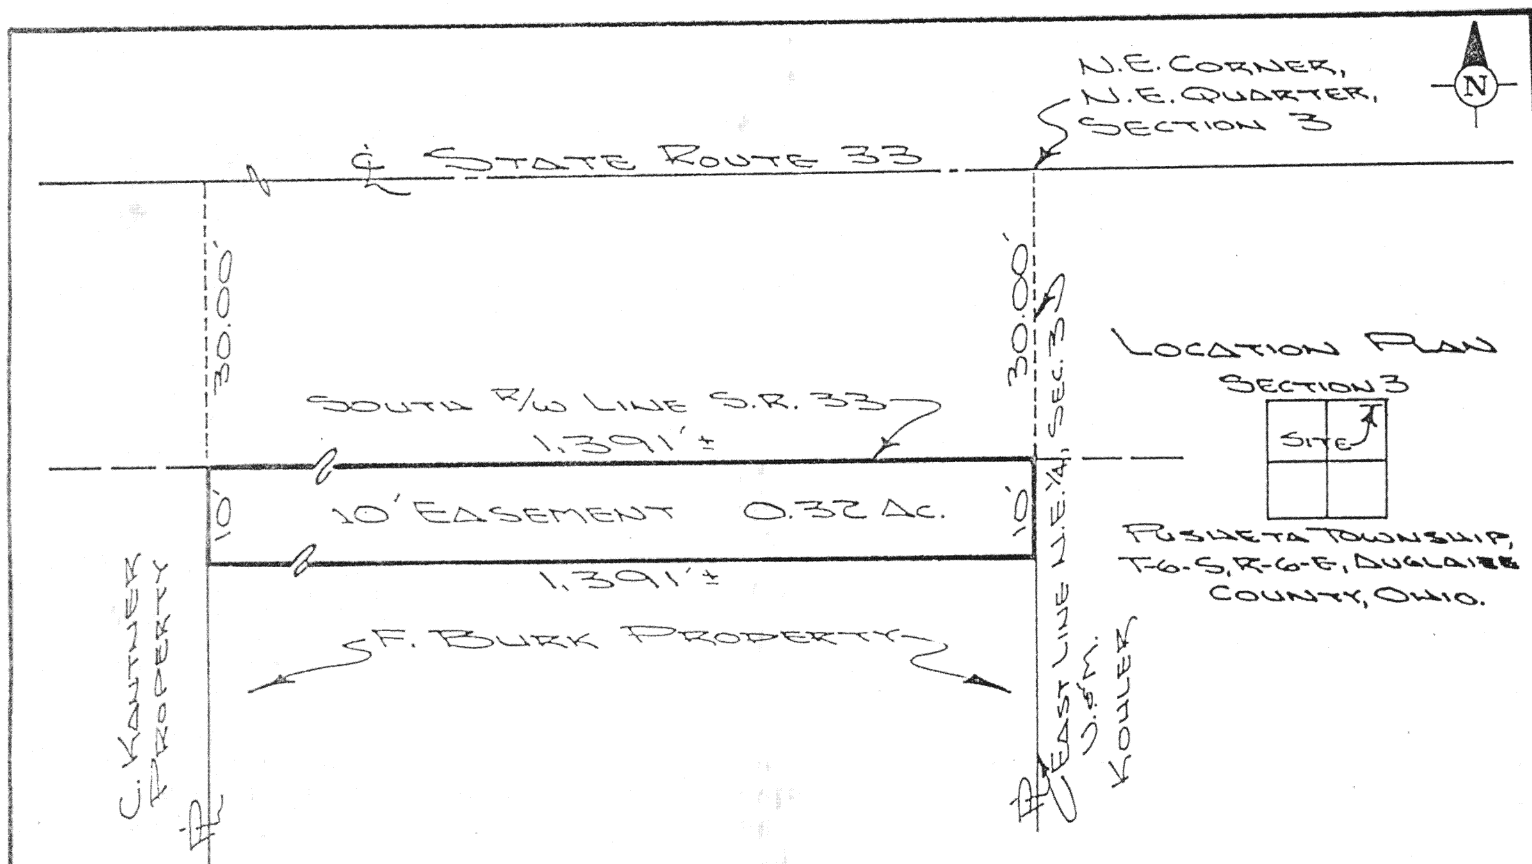 N.E. CORNER,
N.E. QUARTER,
SECTION 3
N
℄ STATE ROUTE 33
30.00'
30.00'
SOUTH R/W LINE S.R. 33
1,391'±
10'
10' EASEMENT 0.32 AC.
10'
1,391'±
F. BURK PROPERTY
C. KANTNER
PROPERTY
PL
PL
EAST LINE N.E. 1/4, SEC. 3
& M.
KOHLER
LOCATION PLAN
SECTION 3
SITE
PUSHETA TOWNSHIP,
T-6-S, R-6-E, AUGLAIZE
COUNTY, OHIO.